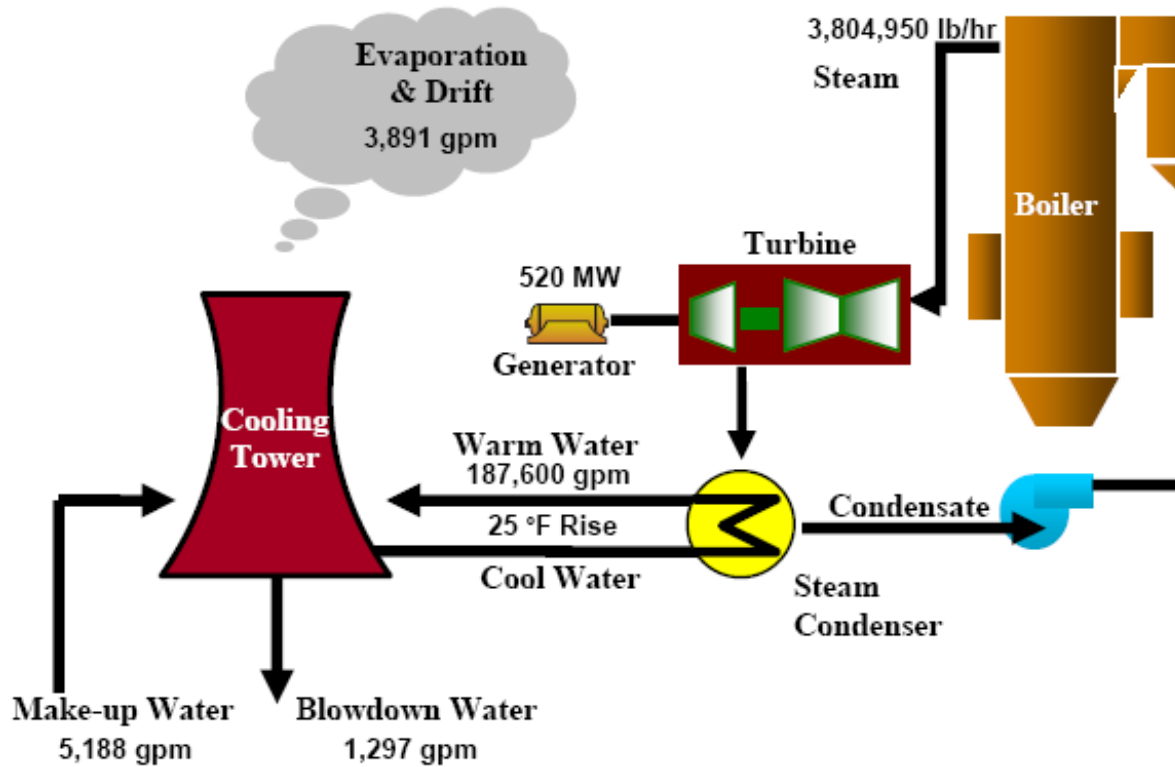 3,804,950 lb/hr
Steam
Evaporation
& Drift
3,891 gpm
Boiler
Turbine
520 MW
Generator
Cooling
Tower
Warm Water
187,600 gpm
25 °F Rise
Cool Water
Condensate
Steam
Condenser
Make-up Water
5,188 gpm
Blowdown Water
1,297 gpm